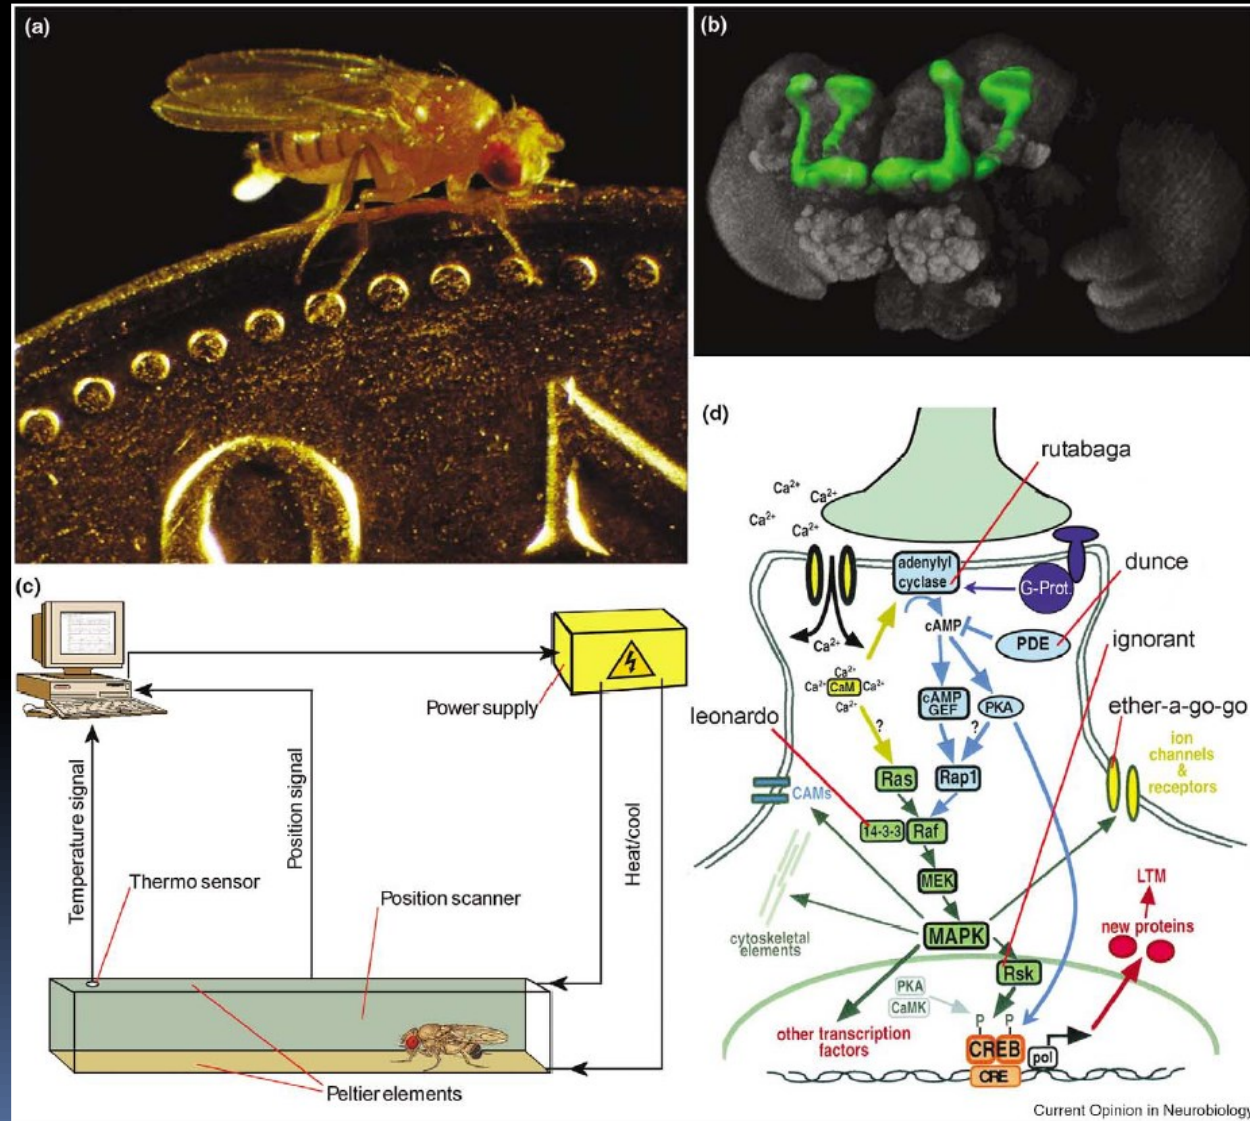 (a)
(b)
(c)
Power supply
Temperature signal
Position signal
Heat/cool
Thermo sensor
Position scanner
Peltier elements
(d)
rutabaga
Ca2+
Ca2+
Ca2+
Ca2+
adenylyl
cyclase
G-Prot.
dunce
cAMP
PDE
ignorant
Ca2+
Ca2+
Ca2+ CaM Ca2+
Ca2+
cAMP
GEF
PKA
leonardo
ether-a-go-go
?
?
ion
channels
&
receptors
Ras
Rap1
CAMs
14-3-3
Raf
MEK
LTM
new proteins
cytoskeletal
elements
MAPK
Rsk
PKA
CaMK
P
P
other transcription
factors
CREB
pol
CRE
Current Opinion in Neurobiology